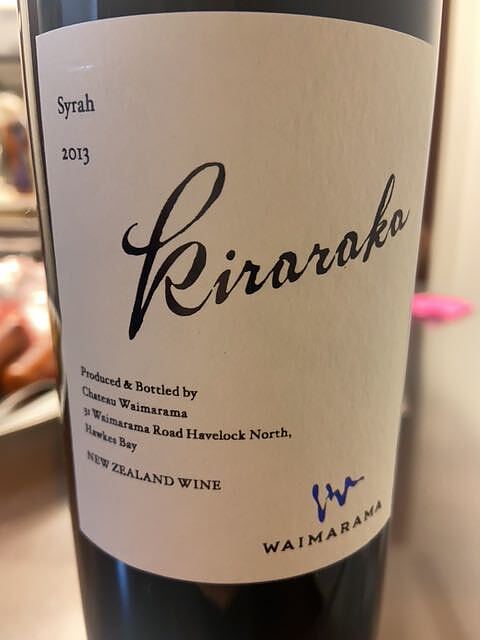 Syrah
2013
Kiraraka
Produced & Bottled by
Chateau Waimarama
31 Waimarama Road Havelock North,
Hawkes Bay
NEW ZEALAND WINE
WAIMARAMA